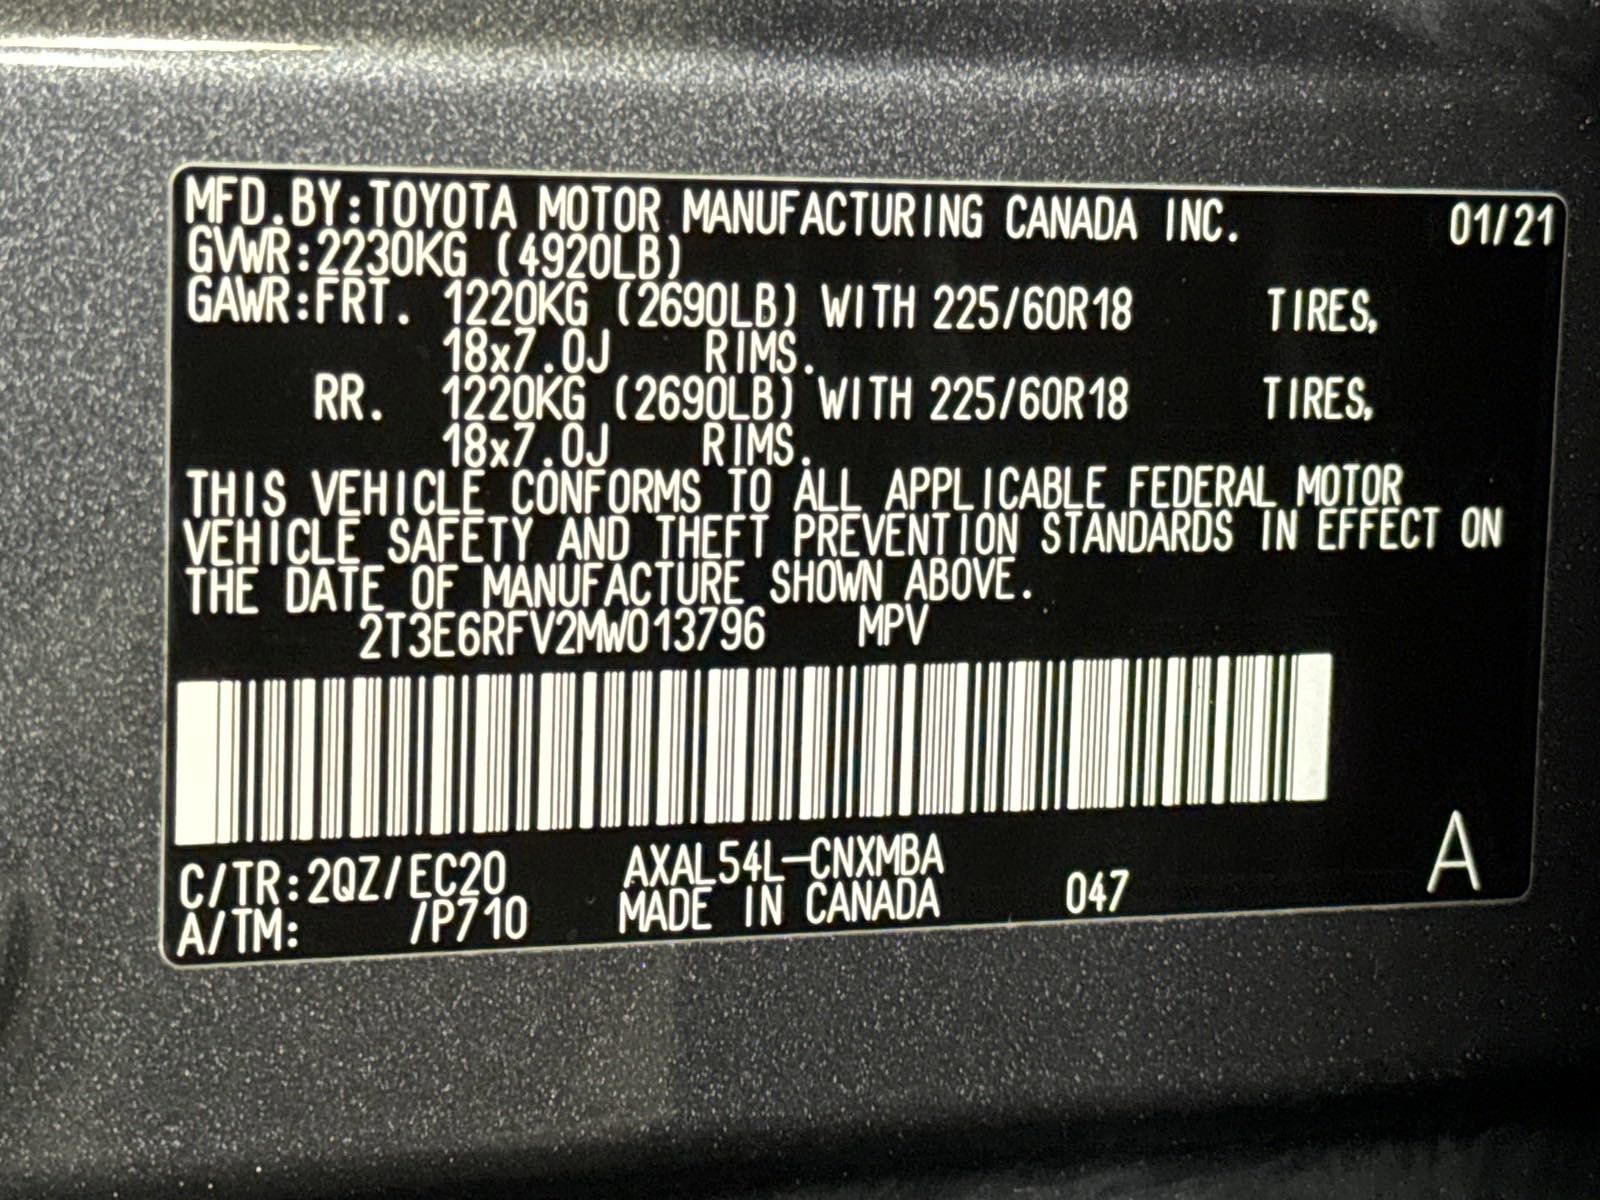 MFD.BY:TOYOTA MOTOR MANUFACTURING CANADA INC. 01/21
GVWR:2230KG (4920LB)
GAWR:FRT. 1220KG (2690LB) WITH 225/60R18 TIRES,
18x7.0J RIMS.
RR. 1220KG (2690LB) WITH 225/60R18 TIRES,
18x7.0J RIMS.
THIS VEHICLE CONFORMS TO ALL APPLICABLE FEDERAL MOTOR
VEHICLE SAFETY AND THEFT PREVENTION STANDARDS IN EFFECT ON
THE DATE OF MANUFACTURE SHOWN ABOVE.
2T3E6RFV2MW013796 MPV
C/TR:2QZ/EC20 AXAL54L-CNXMBA A
A/TM: /P710 MADE IN CANADA 047